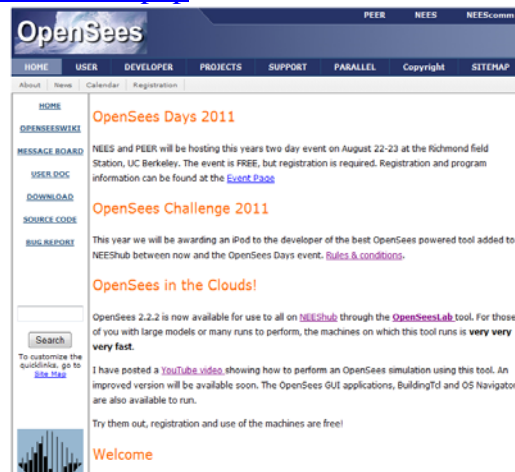 OpenSees
PEER NEES NEEScomm
HOME USER DEVELOPER PROJECTS SUPPORT PARALLEL Copyright SITEMAP
About News Calendar Registration
HOME
OPENSEESWIKI
MESSAGE BOARD
USER DOC
DOWNLOAD
SOURCE CODE
BUG REPORT
Search
To customize the
quicklinks, go to
Site Map
OpenSees Days 2011
NEES and PEER will be hosting this years two day event on August 22-23 at the Richmond field
Station, UC Berkeley. The event is FREE, but registration is required. Registration and program
information can be found at the Event Page
OpenSees Challenge 2011
This year we will be awarding an iPod to the developer of the best OpenSees powered tool added to
NEEShub between now and the OpenSees Days event. Rules & conditions.
OpenSees in the Clouds!
OpenSees 2.2.2 is now available for use to all on NEEShub through the OpenSeesLab tool. For those
of you with large models or many runs to perform, the machines on which this tool runs is very very
very fast.
I have posted a YouTube video showing how to perform an OpenSees simulation using this tool. An
improved version will be available soon. The OpenSees GUI applications, BuildingTcl and OS Navigator
are also available to run.
Try them out, registration and use of the machines are free!
Welcome